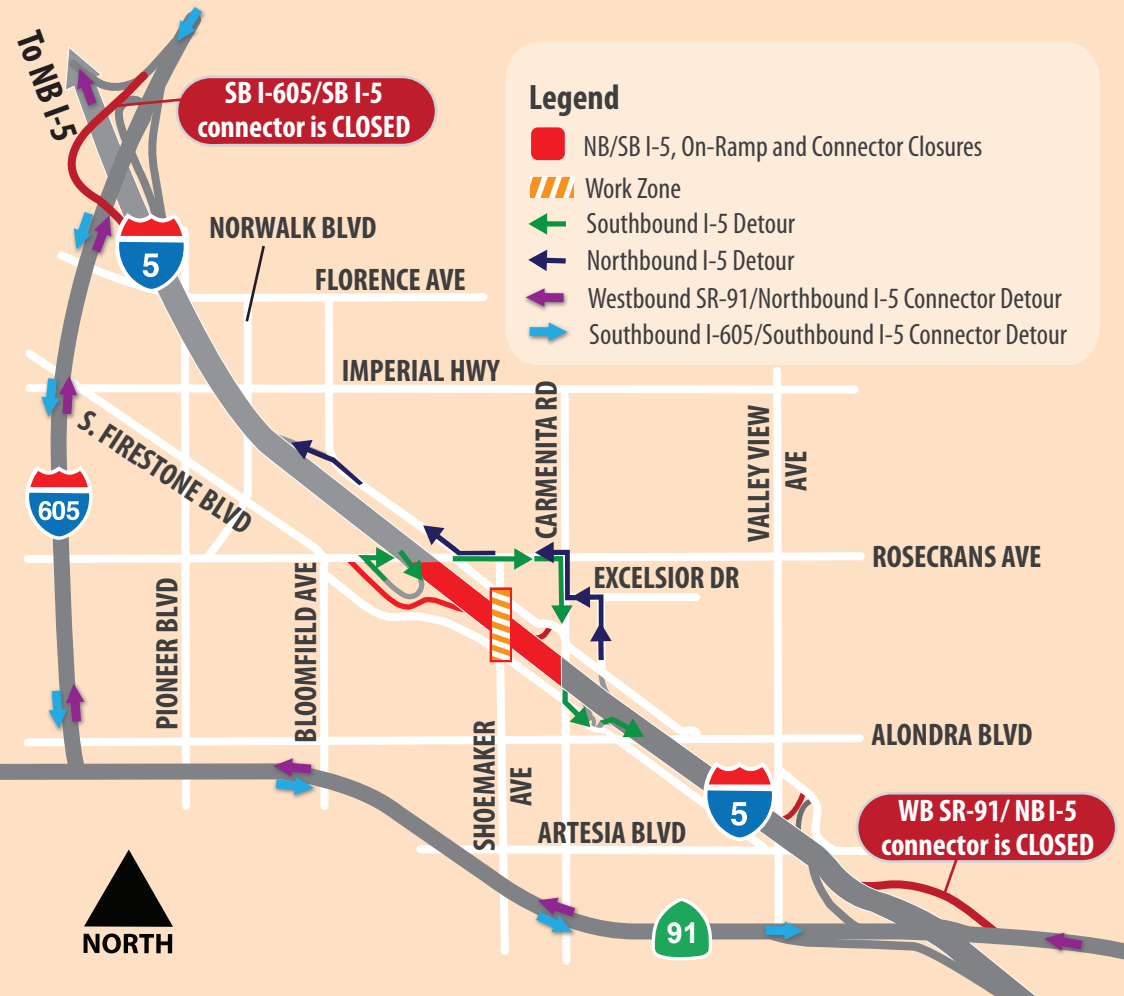 To NB I-5
SB I-605/SB I-5
connector is CLOSED
Legend
NB/SB I-5, On-Ramp and Connector Closures
Work Zone
Southbound I-5 Detour
Northbound I-5 Detour
Westbound SR-91/Northbound I-5 Connector Detour
Southbound I-605/Southbound I-5 Connector Detour
5
NORWALK BLVD
FLORENCE AVE
IMPERIAL HWY
S. FIRESTONE BLVD
CARMENITA RD
VALLEY VIEW
AVE
605
ROSECRANS AVE
EXCELSIOR DR
PIONEER BLVD
BLOOMFIELD AVE
SHOEMAKER
AVE
ALONDRA BLVD
5
ARTESIA BLVD
WB SR-91/ NB I-5
connector is CLOSED
91
NORTH